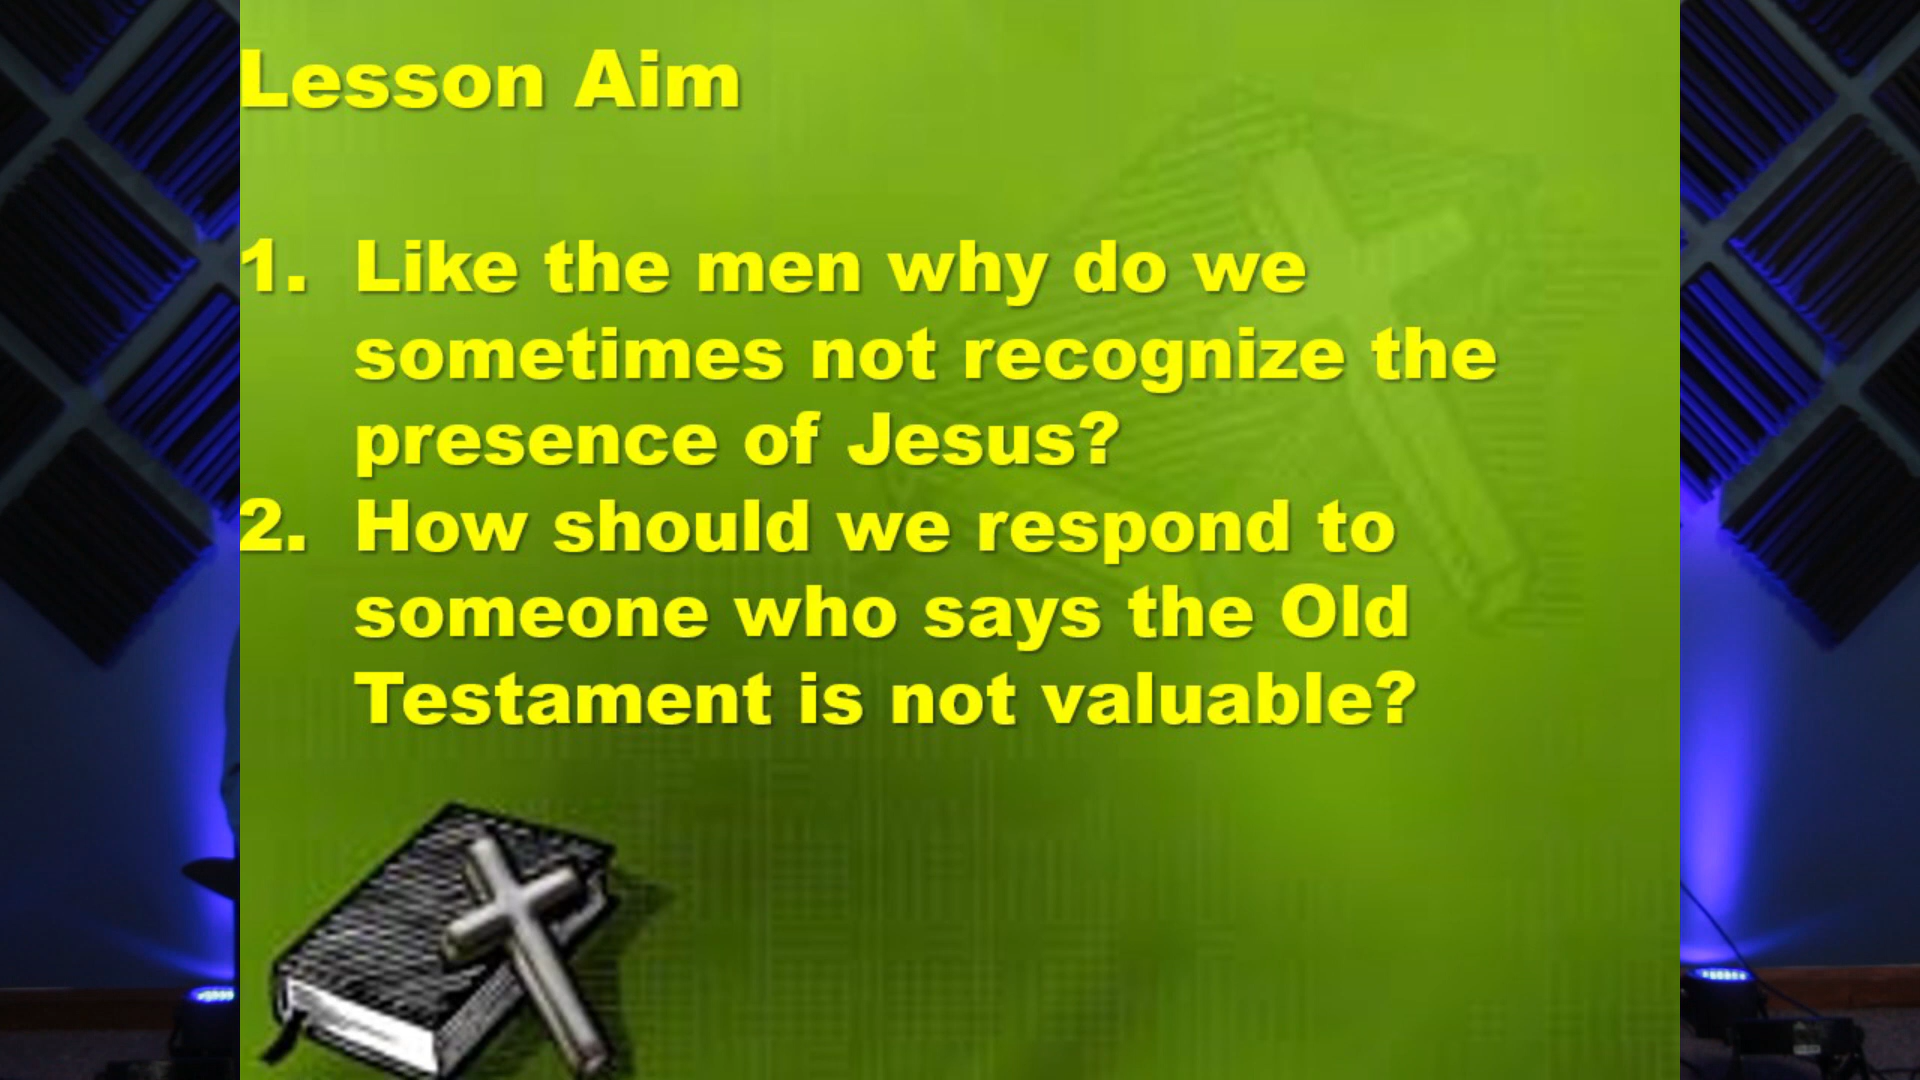 Lesson Aim
1. Like the men why do we
sometimes not recognize the
presence of Jesus?
2. How should we respond to
someone who says the Old
Testament is not valuable?